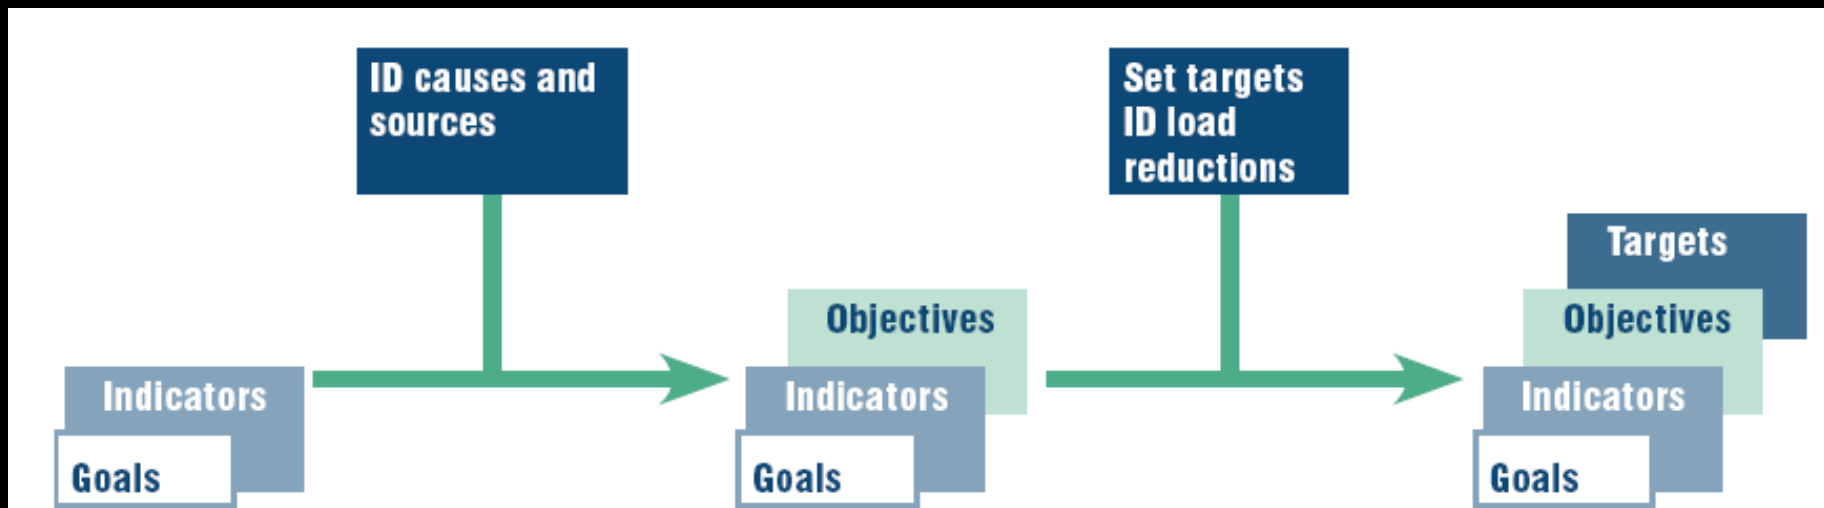 ID causes and
sources
Set targets
ID load
reductions
Targets
Objectives
Objectives
Indicators
Indicators
Indicators
Goals
Goals
Goals